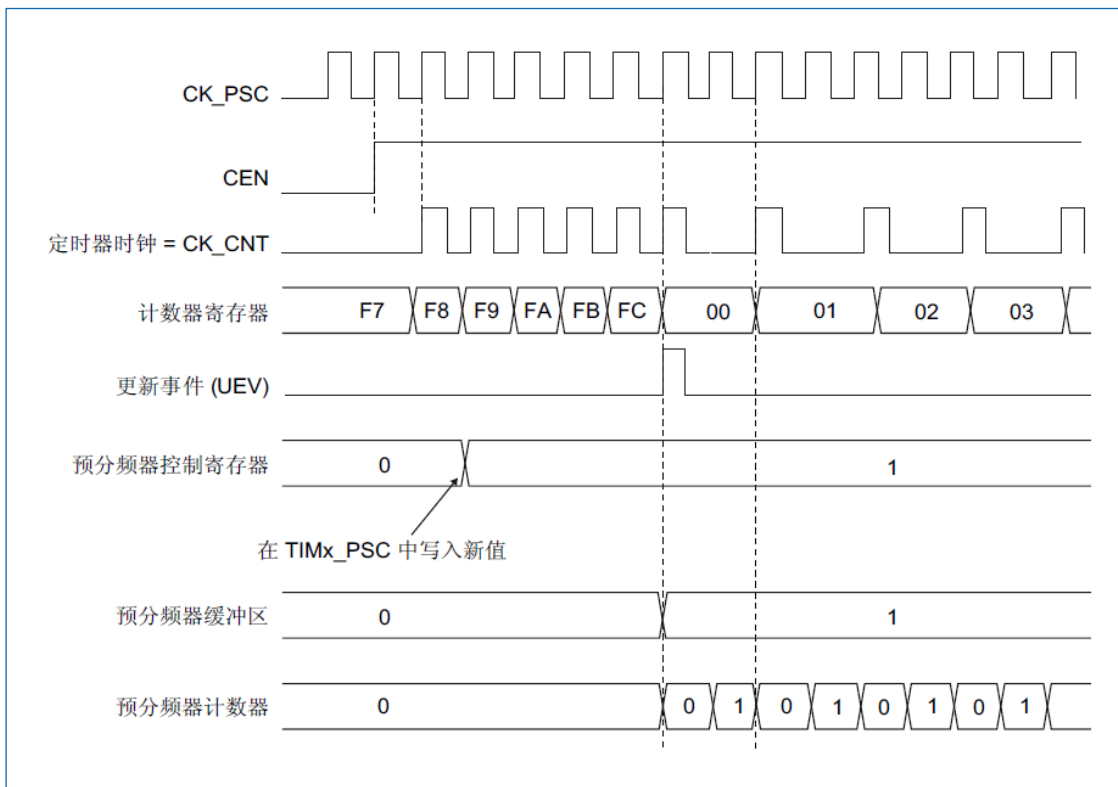 CK_PSC
CEN
定时器时钟 = CK_CNT
计数器寄存器 F7 F8 F9 FA FB FC 00 01 02 03
更新事件 (UEV)
预分频器控制寄存器 0 1
在 TIMx_PSC 中写入新值
预分频器缓冲区 0 1
预分频器计数器 0 0 1 0 1 0 1 0 1